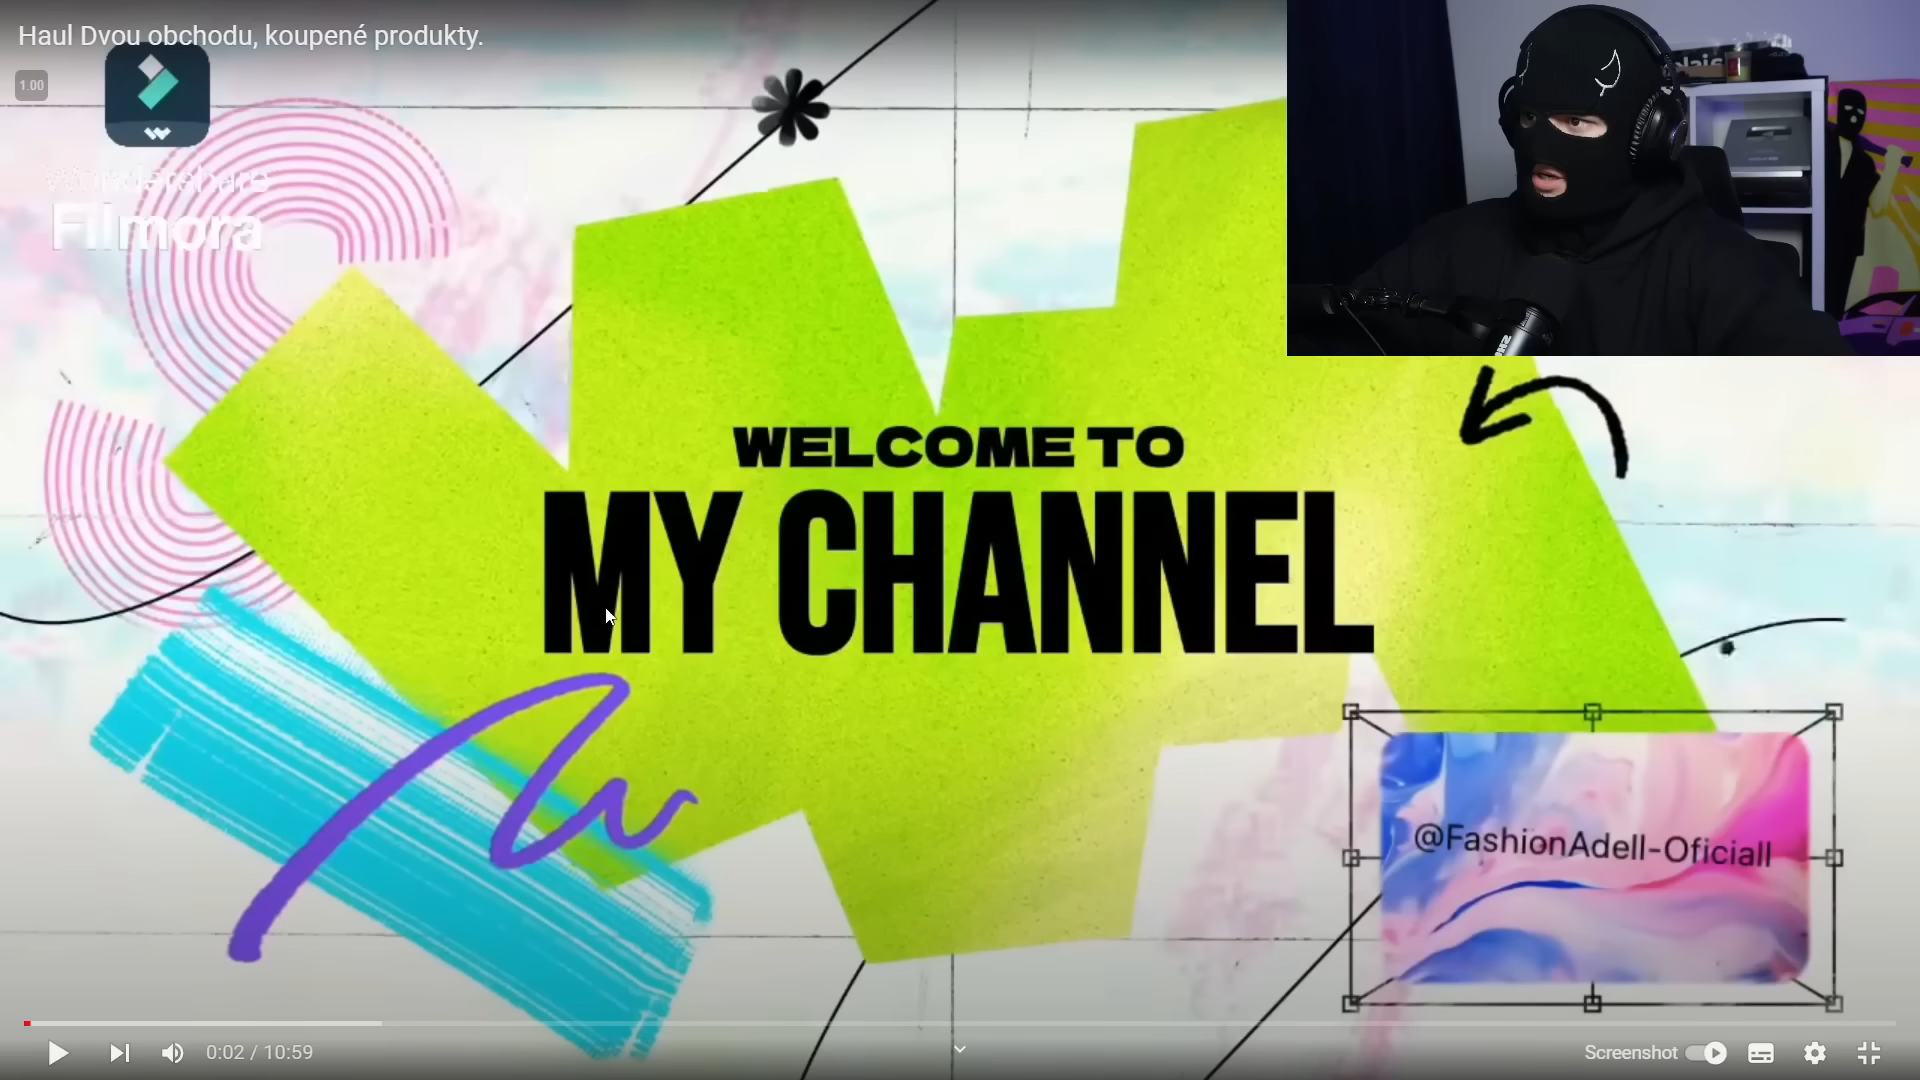 Haul Dvou obchodu, koupené produkty.
1.00
Wondershare
Filmora
WELCOME TO
MY CHANNEL
@FashionAdell-Oficiall
0:02 / 10:59
Screenshot